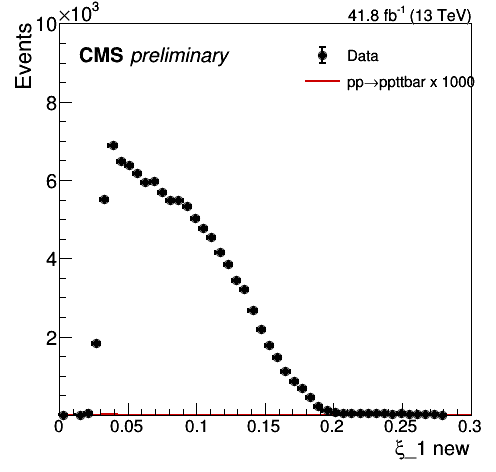 ×10³
41.8 fb⁻¹ (13 TeV)
Events
10
8
6
4
2
CMS preliminary
Data
pp→ppttbar x 1000
0 0.05 0.1 0.15 0.2 0.25 0.3
ξ_1 new